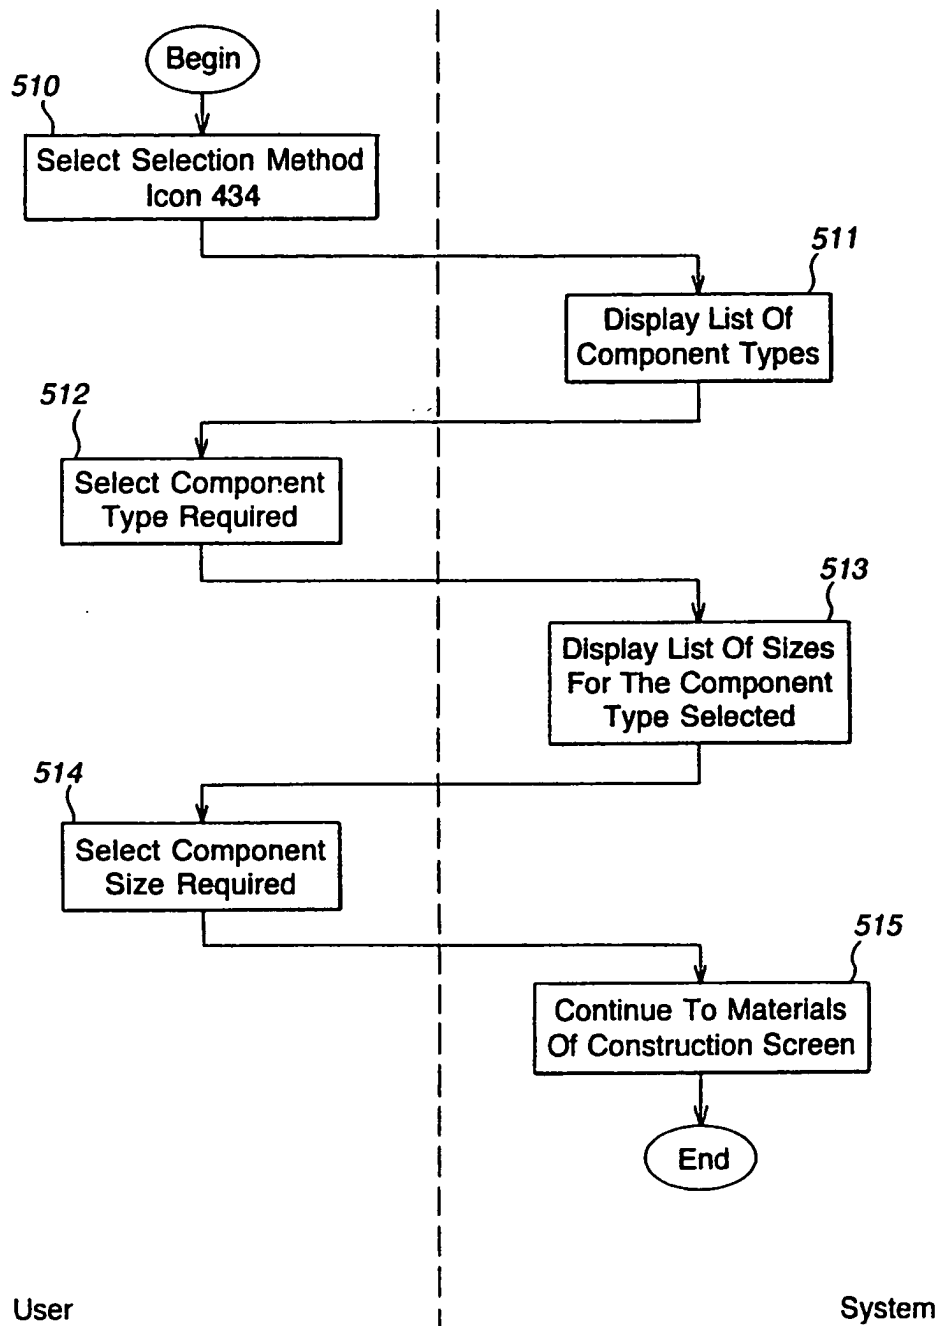 Begin
510
Select Selection Method
Icon 434
511
Display List Of
Component Types
512
Select Component
Type Required
513
Display List Of Sizes
For The Component
Type Selected
514
Select Component
Size Required
515
Continue To Materials
Of Construction Screen
End
User
System